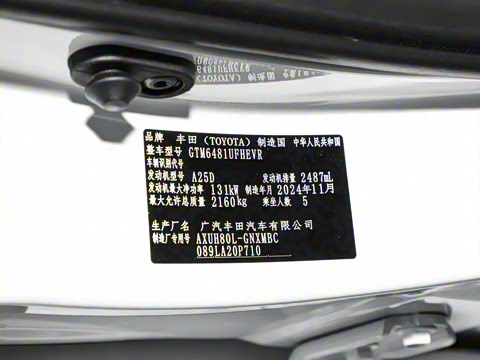 品牌 丰田(TOYOTA) 制造国 中华人民共和国
整车型号 GTM6481UFHEVR
车辆识别代号
发动机型号 A25D 发动机排量 2487mL
发动机最大净功率 131kW 制造年月 2024年11月
最大允许总质量 2160kg 乘坐人数 5
生产厂名 广汽丰田汽车有限公司
制造厂专用号 AXUH80L-GNXMBC
089LA20P710